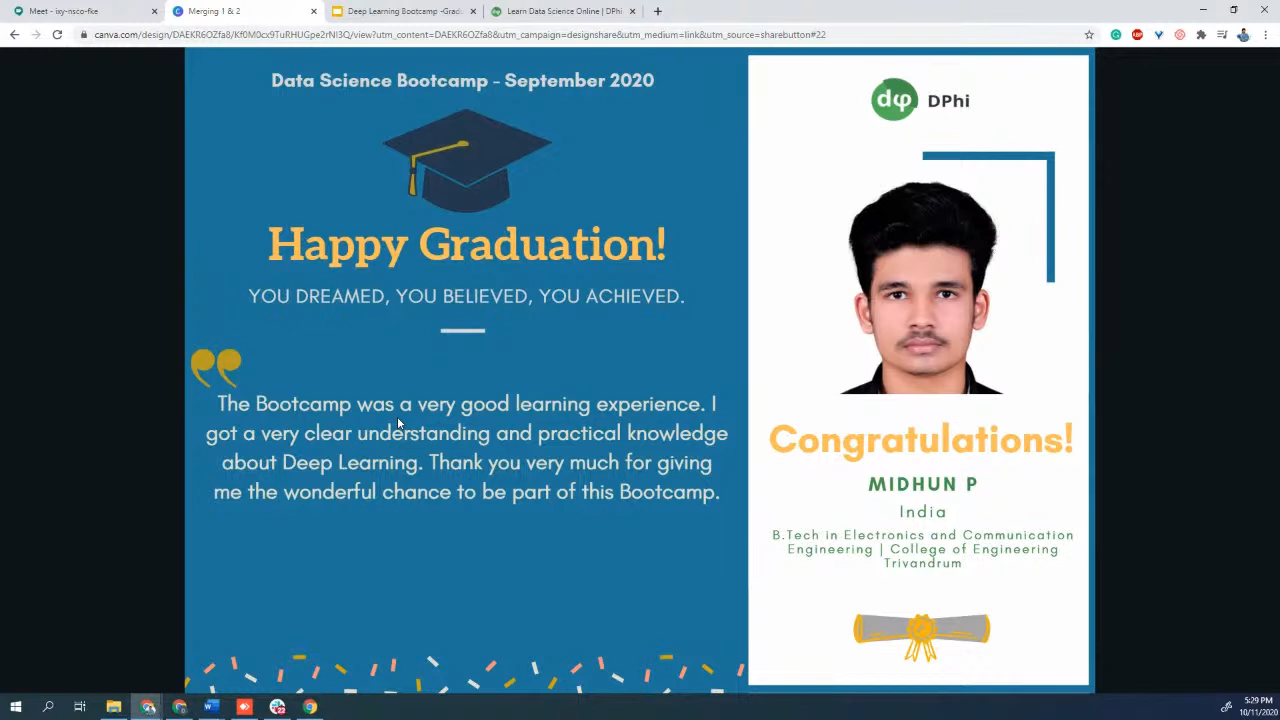 Meet - ixy-nsco-fke
Merging 1 & 2
Deep Learning Bootcamp -Grad
Learn Data Science Online | DPhi
canva.com/design/DAEKR6OZfa8/Kf0M0cx9TuRHUGpe2rNI3Q/view?utm_content=DAEKR6OZfa8&utm_campaign=designshare&utm_medium=link&utm_source=sharebutton#22
Data Science Bootcamp - September 2020
Happy Graduation!
YOU DREAMED, YOU BELIEVED, YOU ACHIEVED.
The Bootcamp was a very good learning experience. I
got a very clear understanding and practical knowledge
about Deep Learning. Thank you very much for giving
me the wonderful chance to be part of this Bootcamp.
dφ DPhi
Congratulations!
MIDHUN P
India
B.Tech in Electronics and Communication
Engineering | College of Engineering
Trivandrum
5:29 PM
10/11/2020